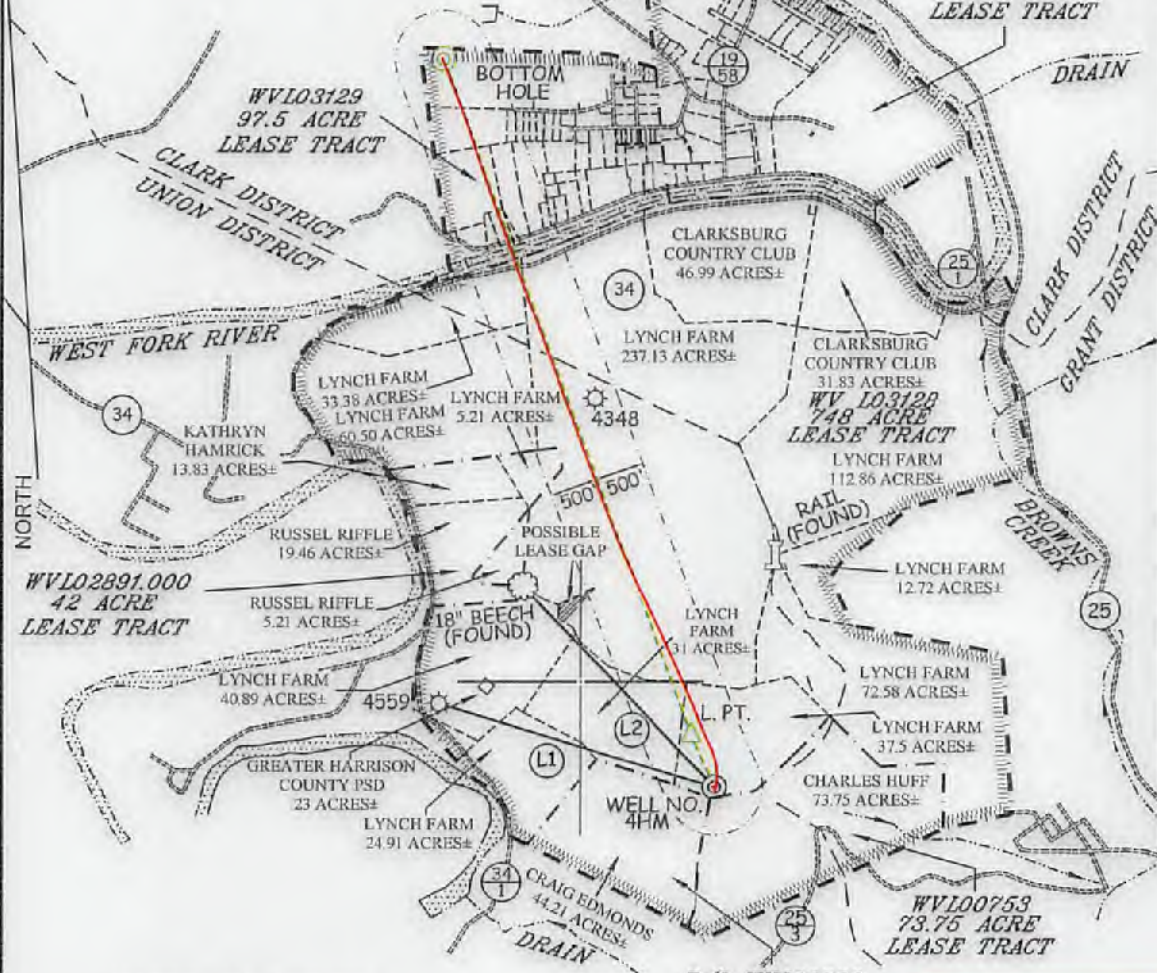 LEASE TRACT
19
58
DRAIN
BOTTOM
HOLE
WVL03129
97.5 ACRE
LEASE TRACT
CLARK DISTRICT
UNION DISTRICT
CLARK DISTRICT
GRANT DISTRICT
CLARKSBURG
COUNTRY CLUB
46.99 ACRES±
25
1
34
WEST FORK RIVER
LYNCH FARM
237.13 ACRES±
CLARKSBURG
COUNTRY CLUB
31.83 ACRES±
WV L03128
748 ACRE
LEASE TRACT
LYNCH FARM
33.38 ACRES±
LYNCH FARM
60.50 ACRES±
LYNCH FARM
5.21 ACRES±
4348
34
KATHRYN
HAMRICK
13.83 ACRES±
LYNCH FARM
112.86 ACRES±
NORTH
500' 500'
RAIL
(FOUND)
BROWNS
CREEK
RUSSEL RIFFLE
19.46 ACRES±
POSSIBLE
LEASE GAP
WVL02891.000
42 ACRE
LEASE TRACT
LYNCH FARM
12.72 ACRES±
RUSSEL RIFFLE
5.21 ACRES±
18" BEECH
(FOUND)
25
LYNCH
FARM
31 ACRES±
LYNCH FARM
40.89 ACRES±
4559
LYNCH FARM
72.58 ACRES±
L. PT.
L2
L1
LYNCH FARM
37.5 ACRES±
GREATER HARRISON
COUNTY PSD
23 ACRES±
CHARLES HUFF
73.75 ACRES±
WELL NO.
4HM
LYNCH FARM
24.91 ACRES±
34
1
CRAIG EDMONDS
44.21 ACRES±
25
3
WVL00753
73.75 ACRE
LEASE TRACT
DRAIN